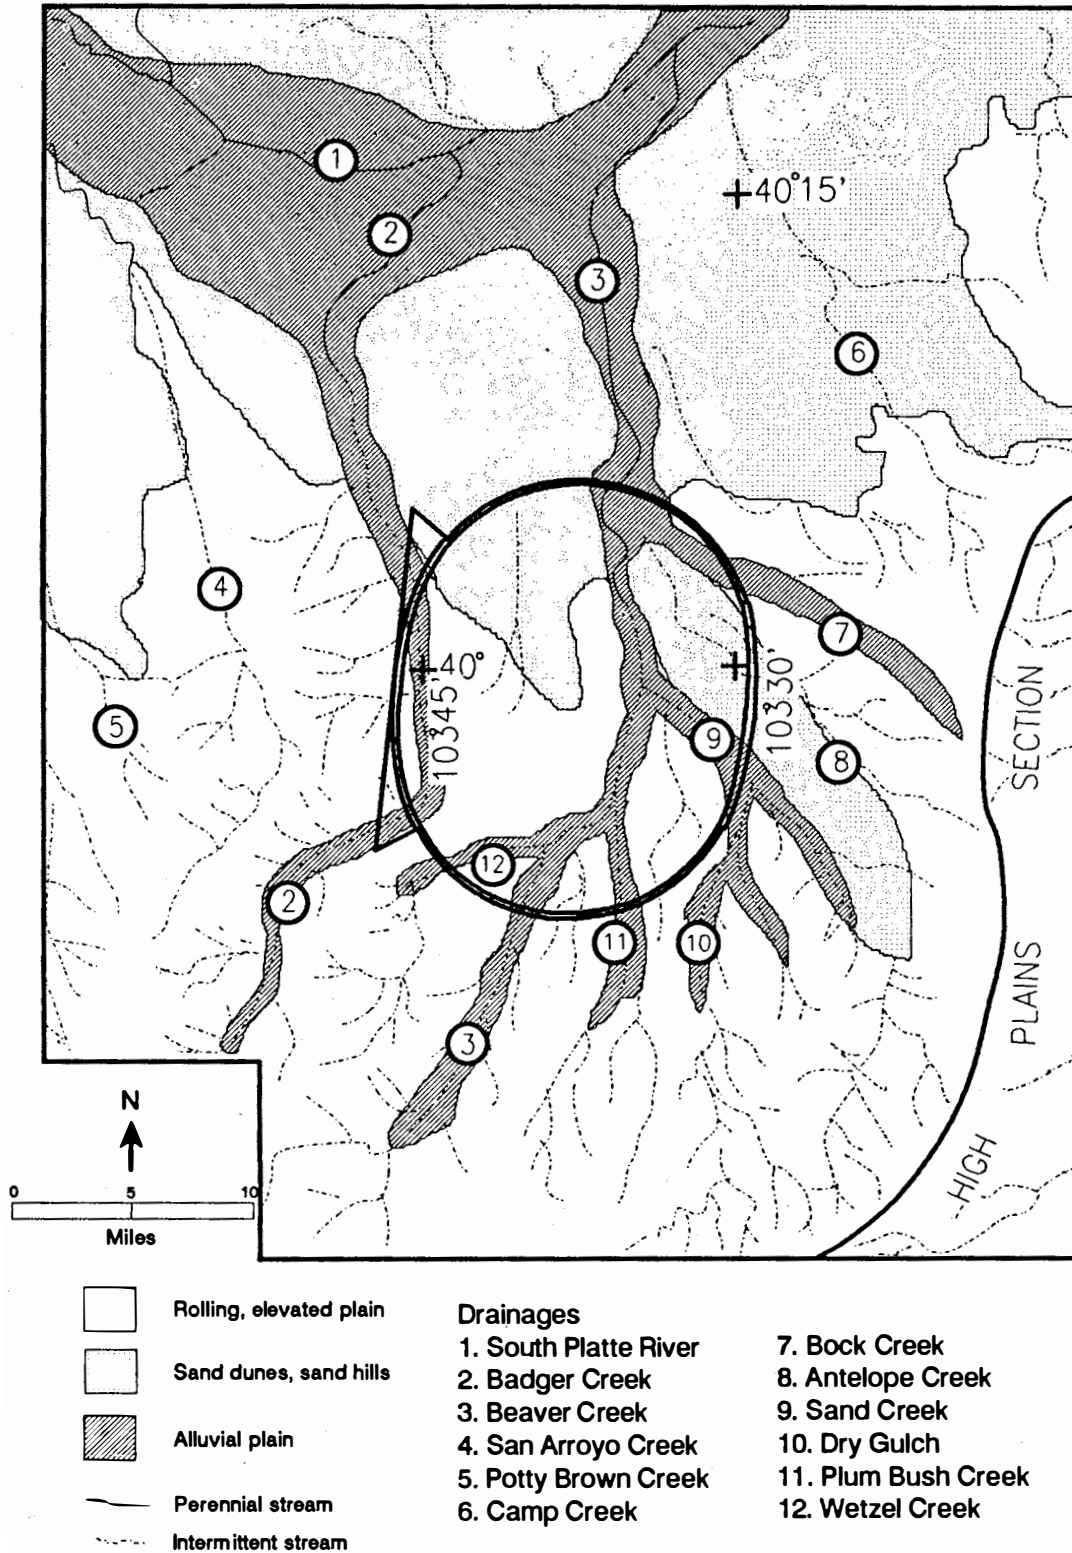 1
2
+40°15'
3
6
4
7
+40°
103°45'
103°30'
5
9
8
12
2
11
10
3
SECTION
PLAINS
HIGH
N
0 5 10
Miles
Rolling, elevated plain
Sand dunes, sand hills
Alluvial plain
Perennial stream
Intermittent stream
Drainages
1. South Platte River
2. Badger Creek
3. Beaver Creek
4. San Arroyo Creek
5. Potty Brown Creek
6. Camp Creek
7. Bock Creek
8. Antelope Creek
9. Sand Creek
10. Dry Gulch
11. Plum Bush Creek
12. Wetzel Creek